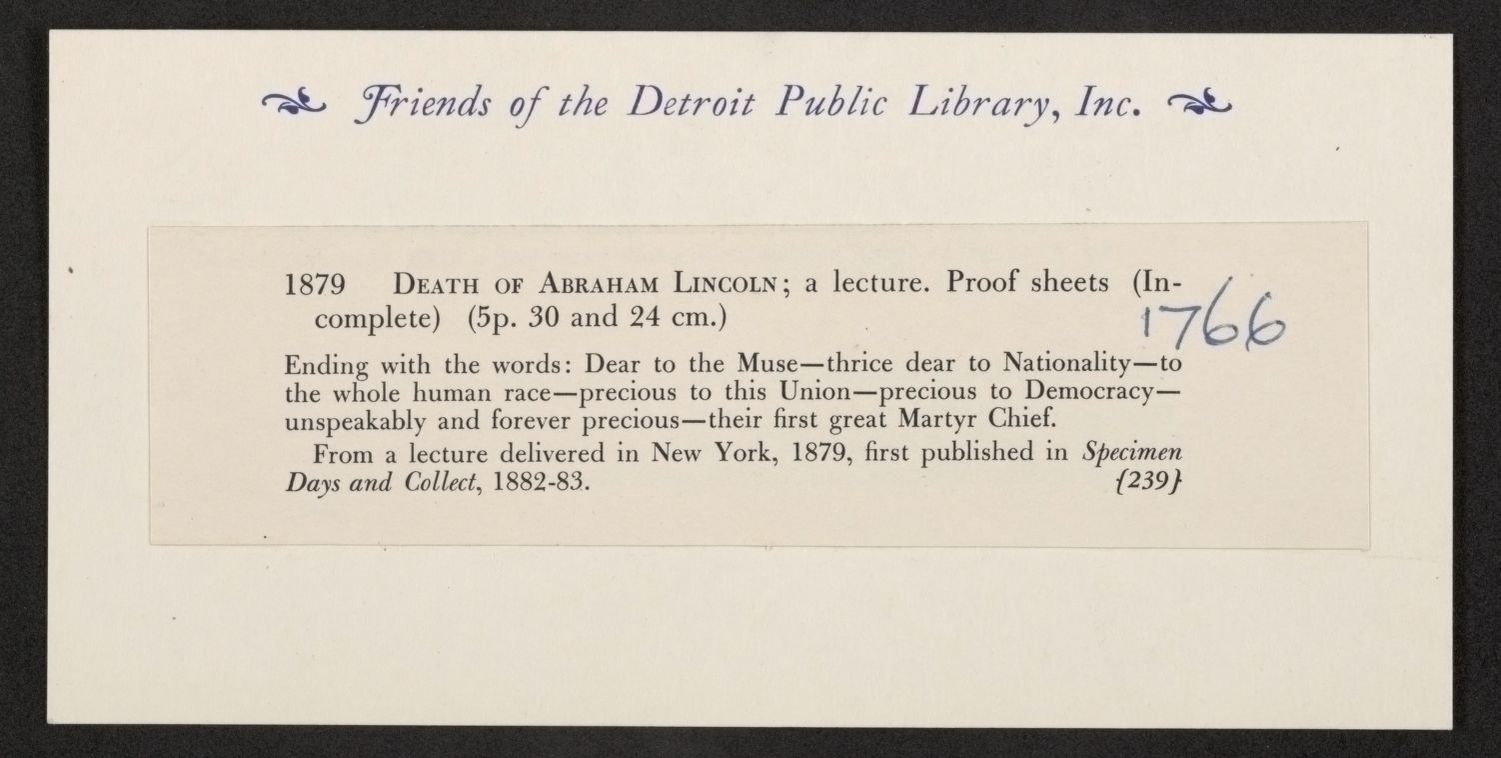 Friends of the Detroit Public Library, Inc.
1879 DEATH OF ABRAHAM LINCOLN; a lecture. Proof sheets (In-
complete) (5p. 30 and 24 cm.)
1766
Ending with the words: Dear to the Muse—thrice dear to Nationality—to
the whole human race—precious to this Union—precious to Democracy—
unspeakably and forever precious—their first great Martyr Chief.
From a lecture delivered in New York, 1879, first published in Specimen
Days and Collect, 1882-83. {239}